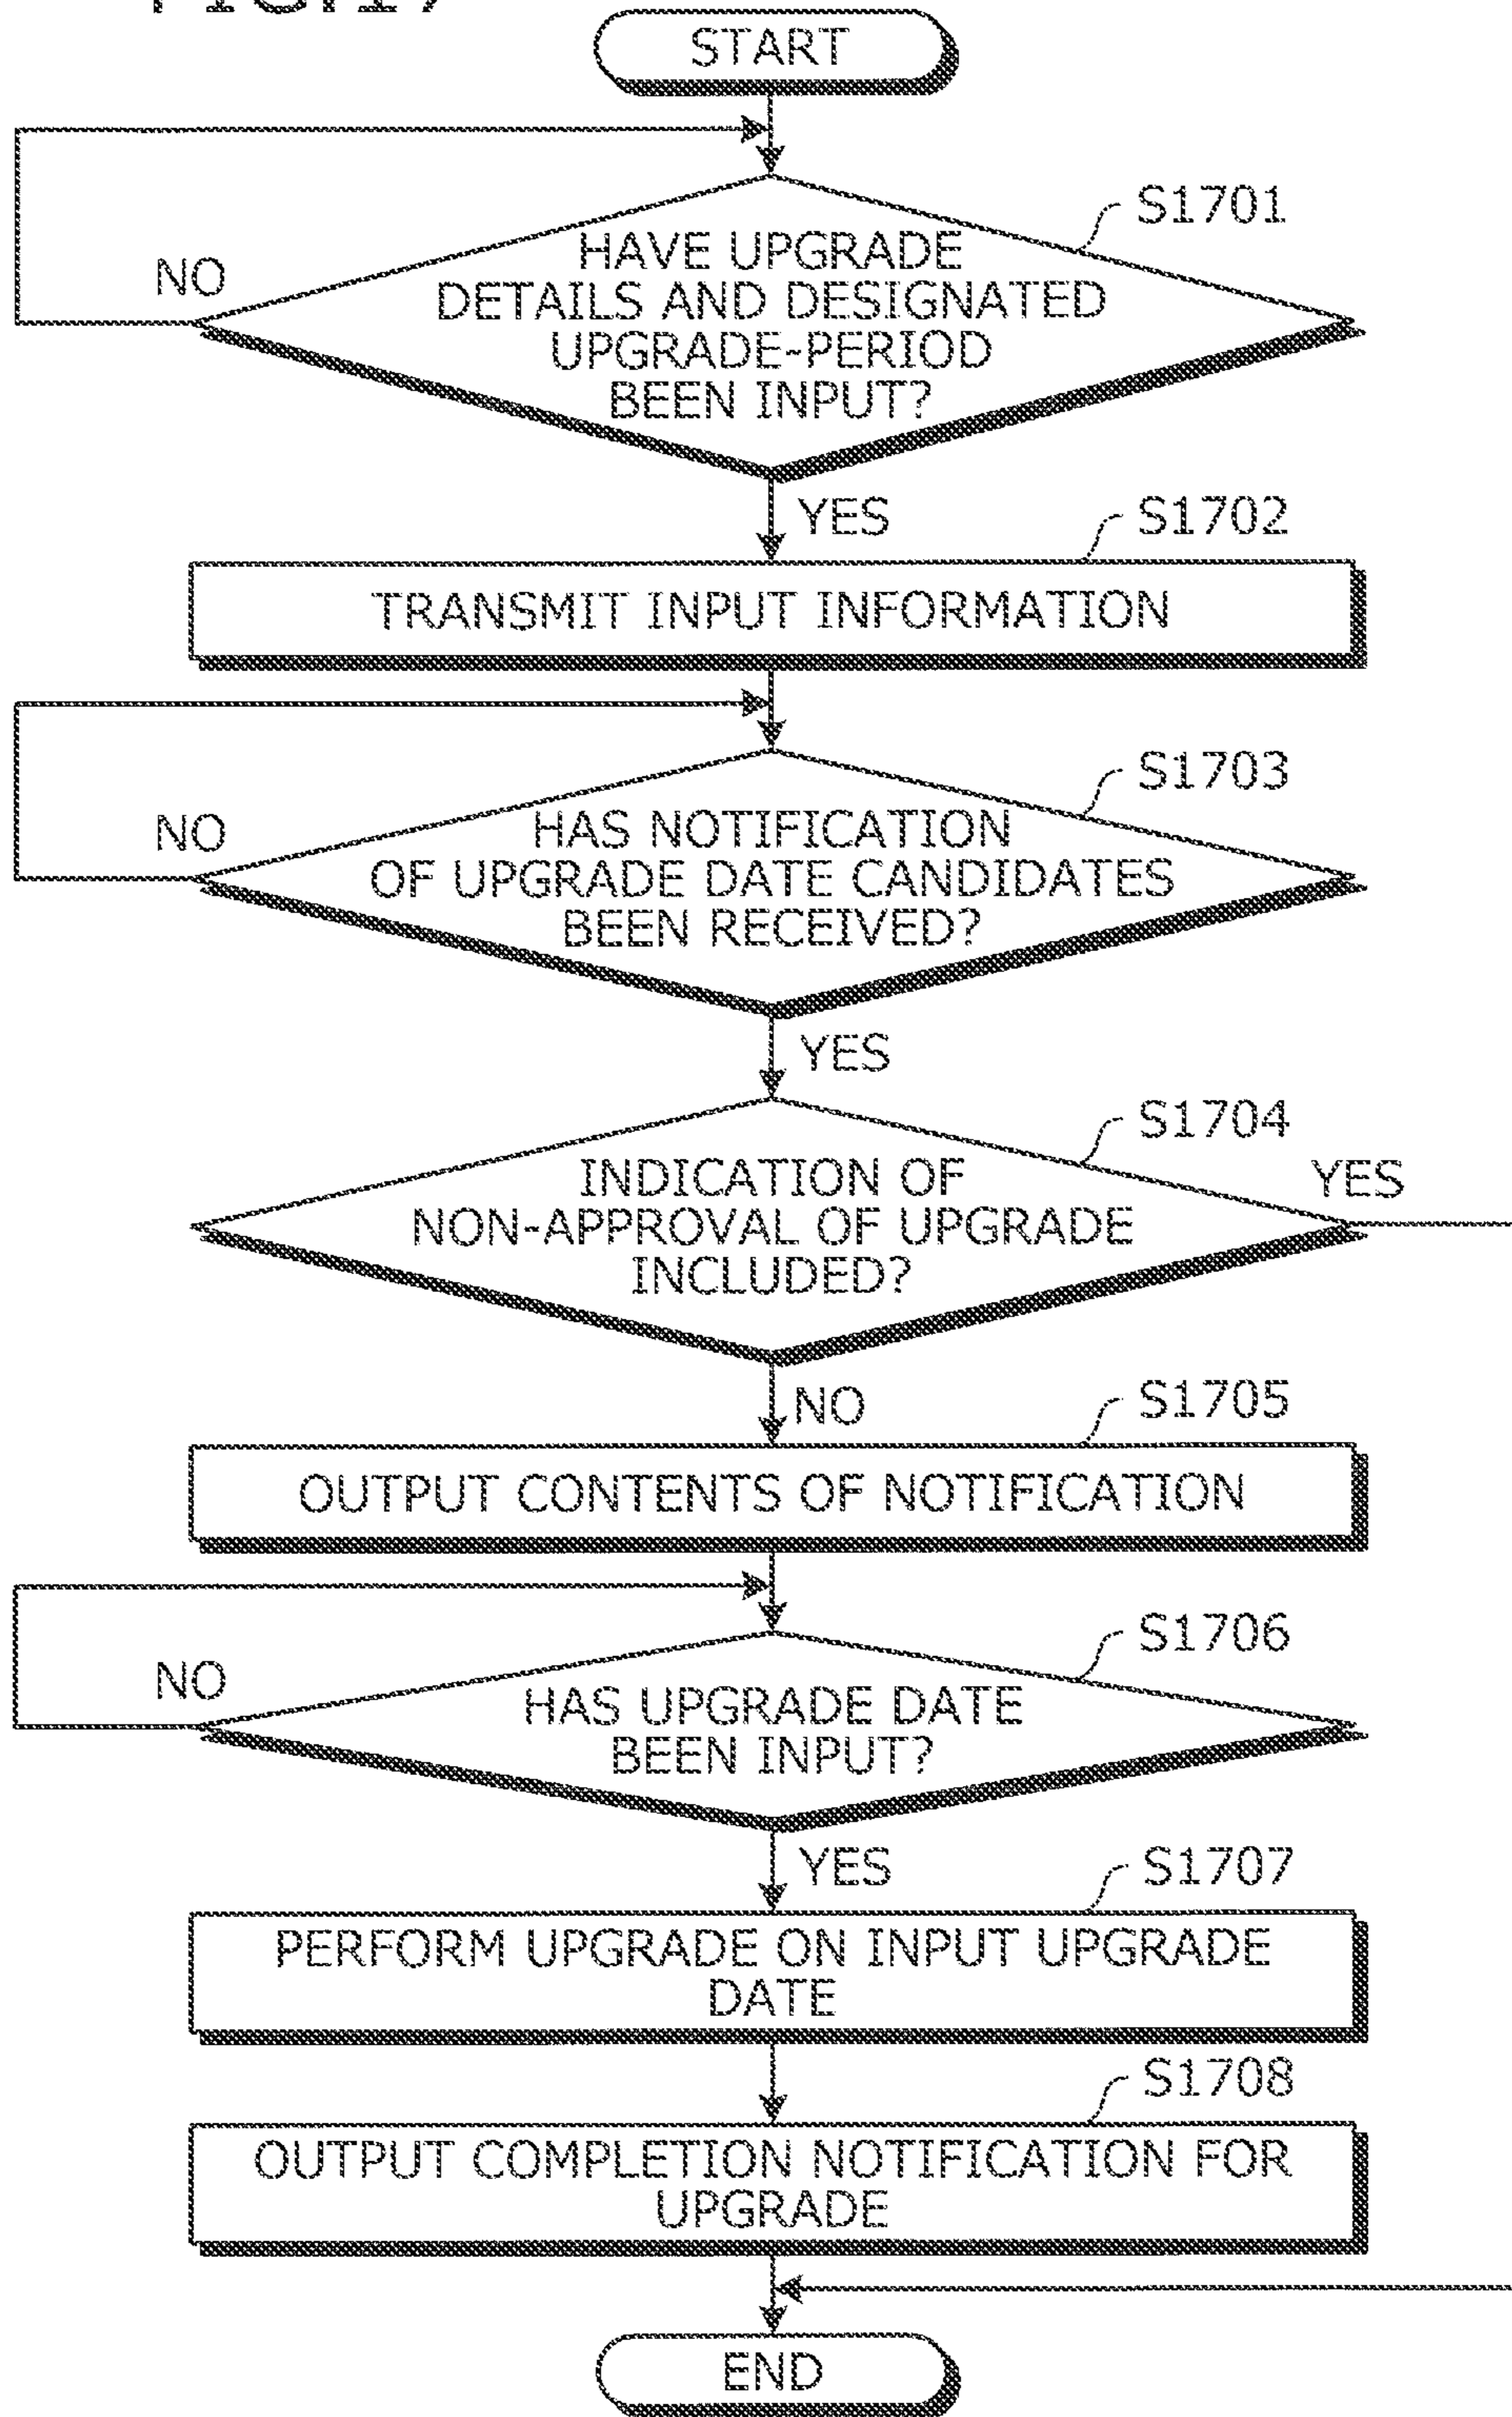 START
S1701
HAVE UPGRADE
DETAILS AND DESIGNATED
UPGRADE-PERIOD
BEEN INPUT?
NO
YES
S1702
TRANSMIT INPUT INFORMATION
S1703
HAS NOTIFICATION
OF UPGRADE DATE CANDIDATES
BEEN RECEIVED?
NO
YES
S1704
INDICATION OF
NON-APPROVAL OF UPGRADE
INCLUDED?
YES
NO
S1705
OUTPUT CONTENTS OF NOTIFICATION
S1706
HAS UPGRADE DATE
BEEN INPUT?
NO
YES
S1707
PERFORM UPGRADE ON INPUT UPGRADE
DATE
S1708
OUTPUT COMPLETION NOTIFICATION FOR
UPGRADE
END